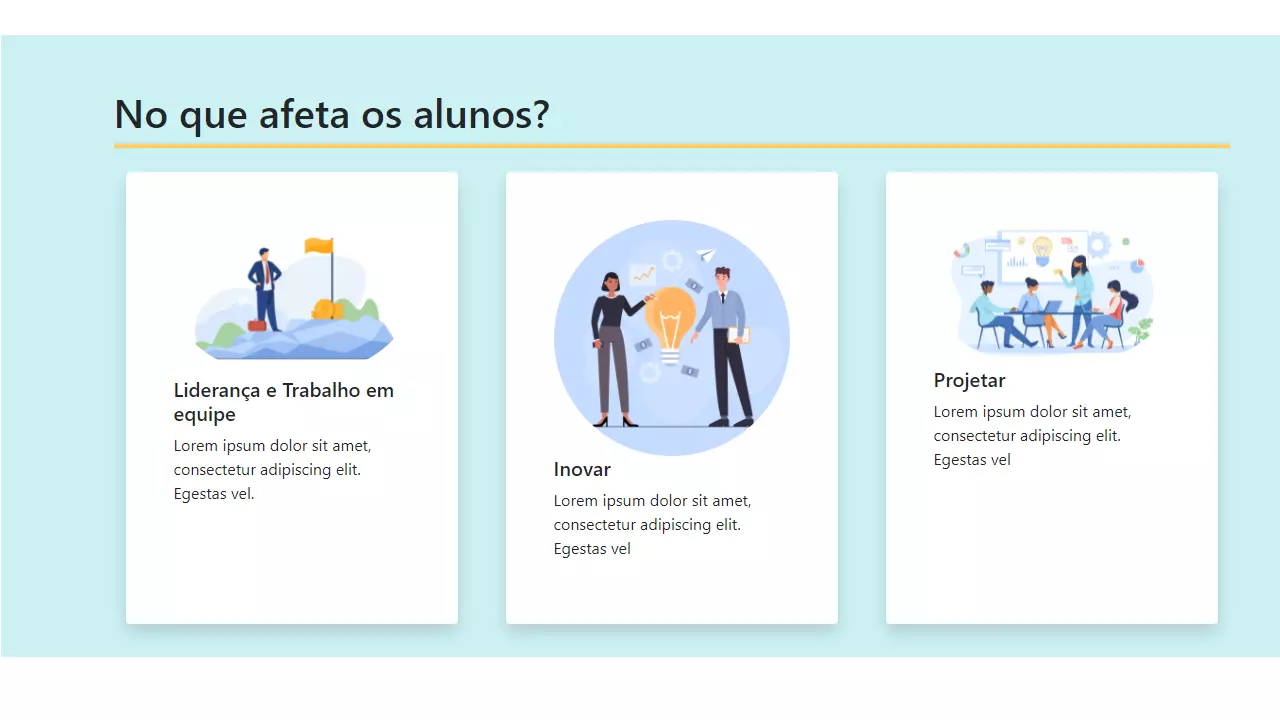 No que afeta os alunos?
Liderança e Trabalho em
equipe
Lorem ipsum dolor sit amet,
consectetur adipiscing elit.
Egestas vel.
Inovar
Lorem ipsum dolor sit amet,
consectetur adipiscing elit.
Egestas vel
Projetar
Lorem ipsum dolor sit amet,
consectetur adipiscing elit.
Egestas vel